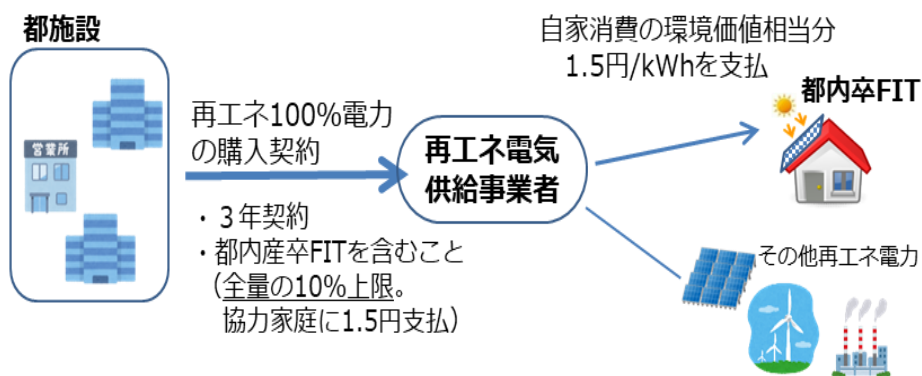 都施設
営業所
再エネ100%電力
の購入契約
・３年契約
・都内産卒FITを含むこと
（全量の10%上限。
協力家庭に1.5円支払）
再エネ電気
供給事業者
自家消費の環境価値相当分
1.5円/kWhを支払
都内卒FIT
その他再エネ電力